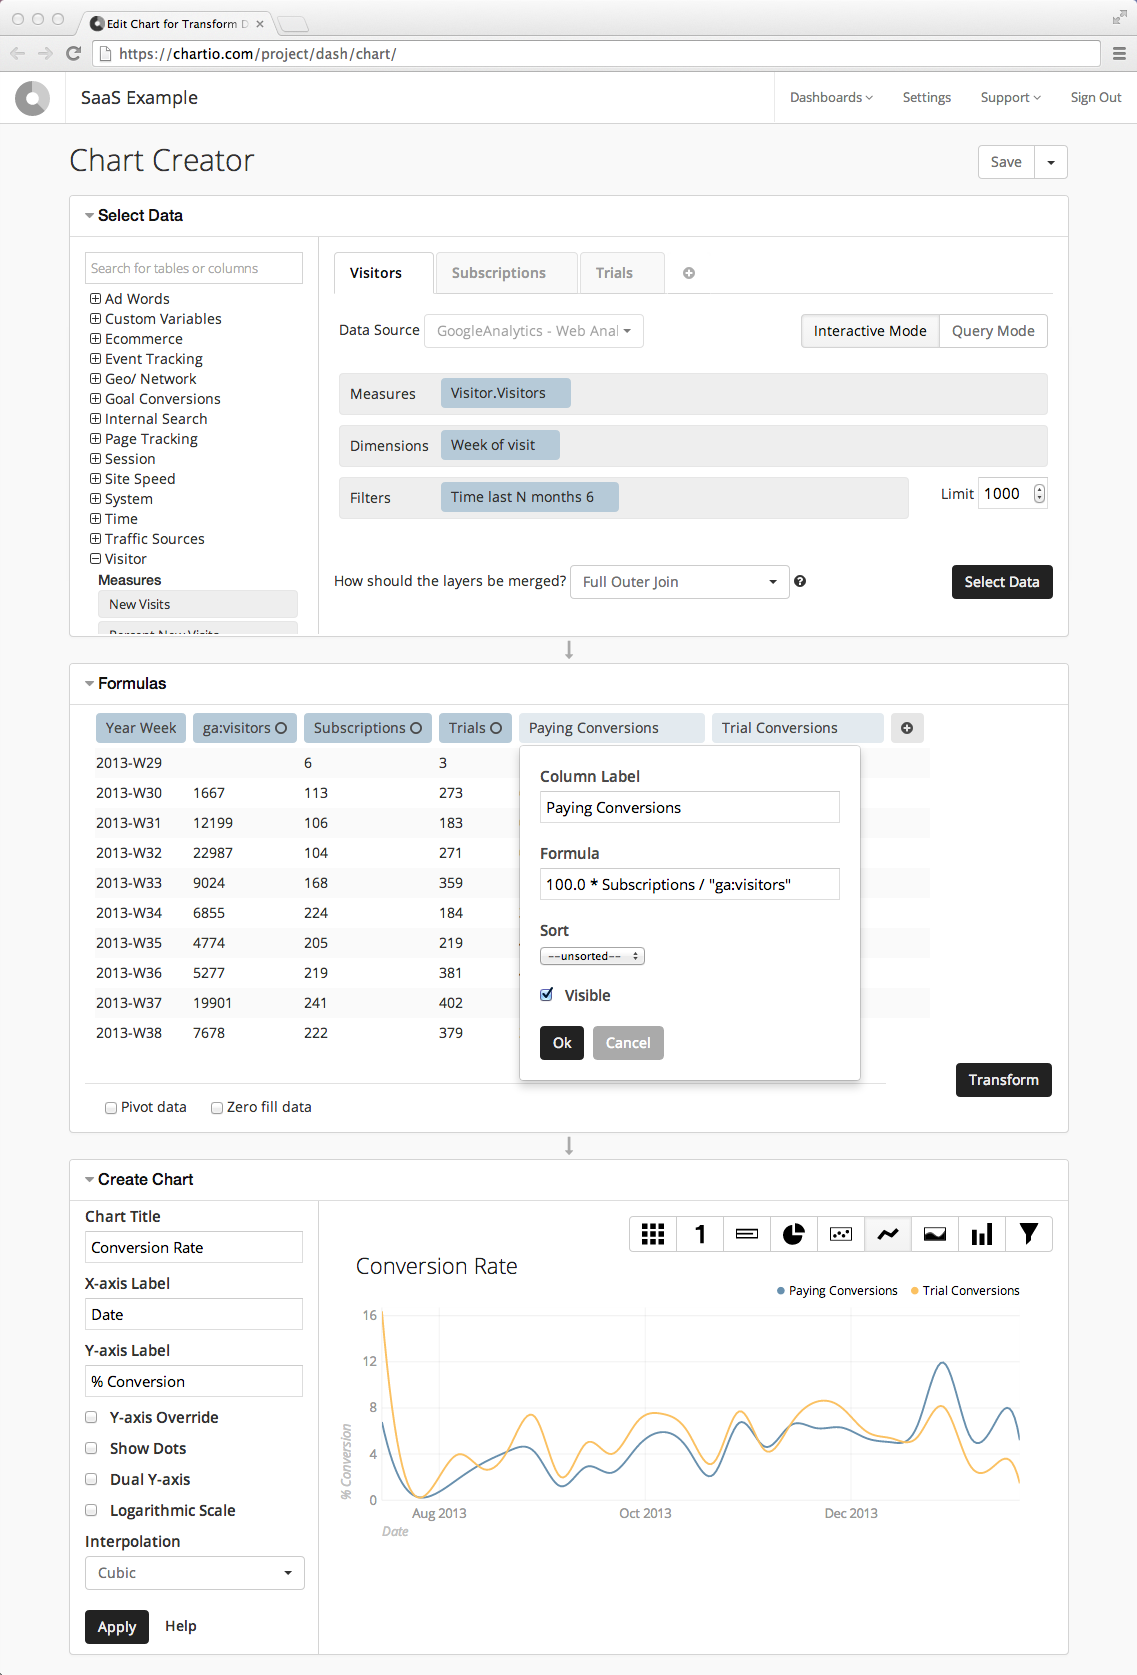 Edit Chart for Transform D
https://chartio.com/project/dash/chart/
SaaS Example
Dashboards
Settings
Support
Sign Out
Chart Creator
Save
Select Data
Search for tables or columns
Ad Words
Custom Variables
Ecommerce
Event Tracking
Geo/ Network
Goal Conversions
Internal Search
Page Tracking
Session
Site Speed
System
Time
Traffic Sources
Visitor
Measures
New Visits
Percent New Visits
Visitors
Subscriptions
Trials
Data Source
GoogleAnalytics - Web Anal
Interactive Mode
Query Mode
Measures
Visitor.Visitors
Dimensions
Week of visit
Filters
Time last N months 6
Limit
1000
How should the layers be merged?
Full Outer Join
Select Data
Formulas
Year Week ga:visitors Subscriptions Trials Paying Conversions Trial Conversions
2013-W29 6 3
2013-W30 1667 113 273
2013-W31 12199 106 183
2013-W32 22987 104 271
2013-W33 9024 168 359
2013-W34 6855 224 184
2013-W35 4774 205 219
2013-W36 5277 219 381
2013-W37 19901 241 402
2013-W38 7678 222 379
Column Label
Paying Conversions
Formula
100.0 * Subscriptions / "ga:visitors"
Sort
--unsorted--
Visible
Ok
Cancel
Transform
Pivot data
Zero fill data
Create Chart
Chart Title
Conversion Rate
X-axis Label
Date
Y-axis Label
% Conversion
Y-axis Override
Show Dots
Dual Y-axis
Logarithmic Scale
Interpolation
Cubic
Apply
Help
1
Conversion Rate
Paying Conversions
Trial Conversions
16
12
8
4
0
% Conversion
Aug 2013
Oct 2013
Dec 2013
Date